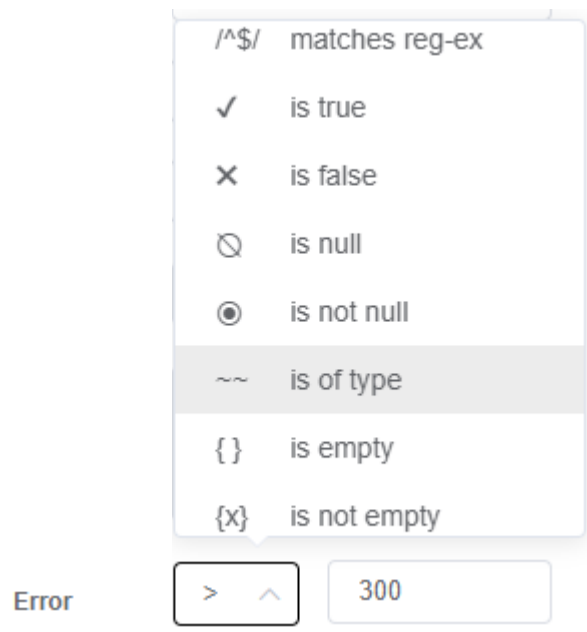 /^$/ matches reg-ex
✓ is true
✕ is false
⦰ is null
◉ is not null
~~ is of type
{ } is empty
{x} is not empty
Error > 300